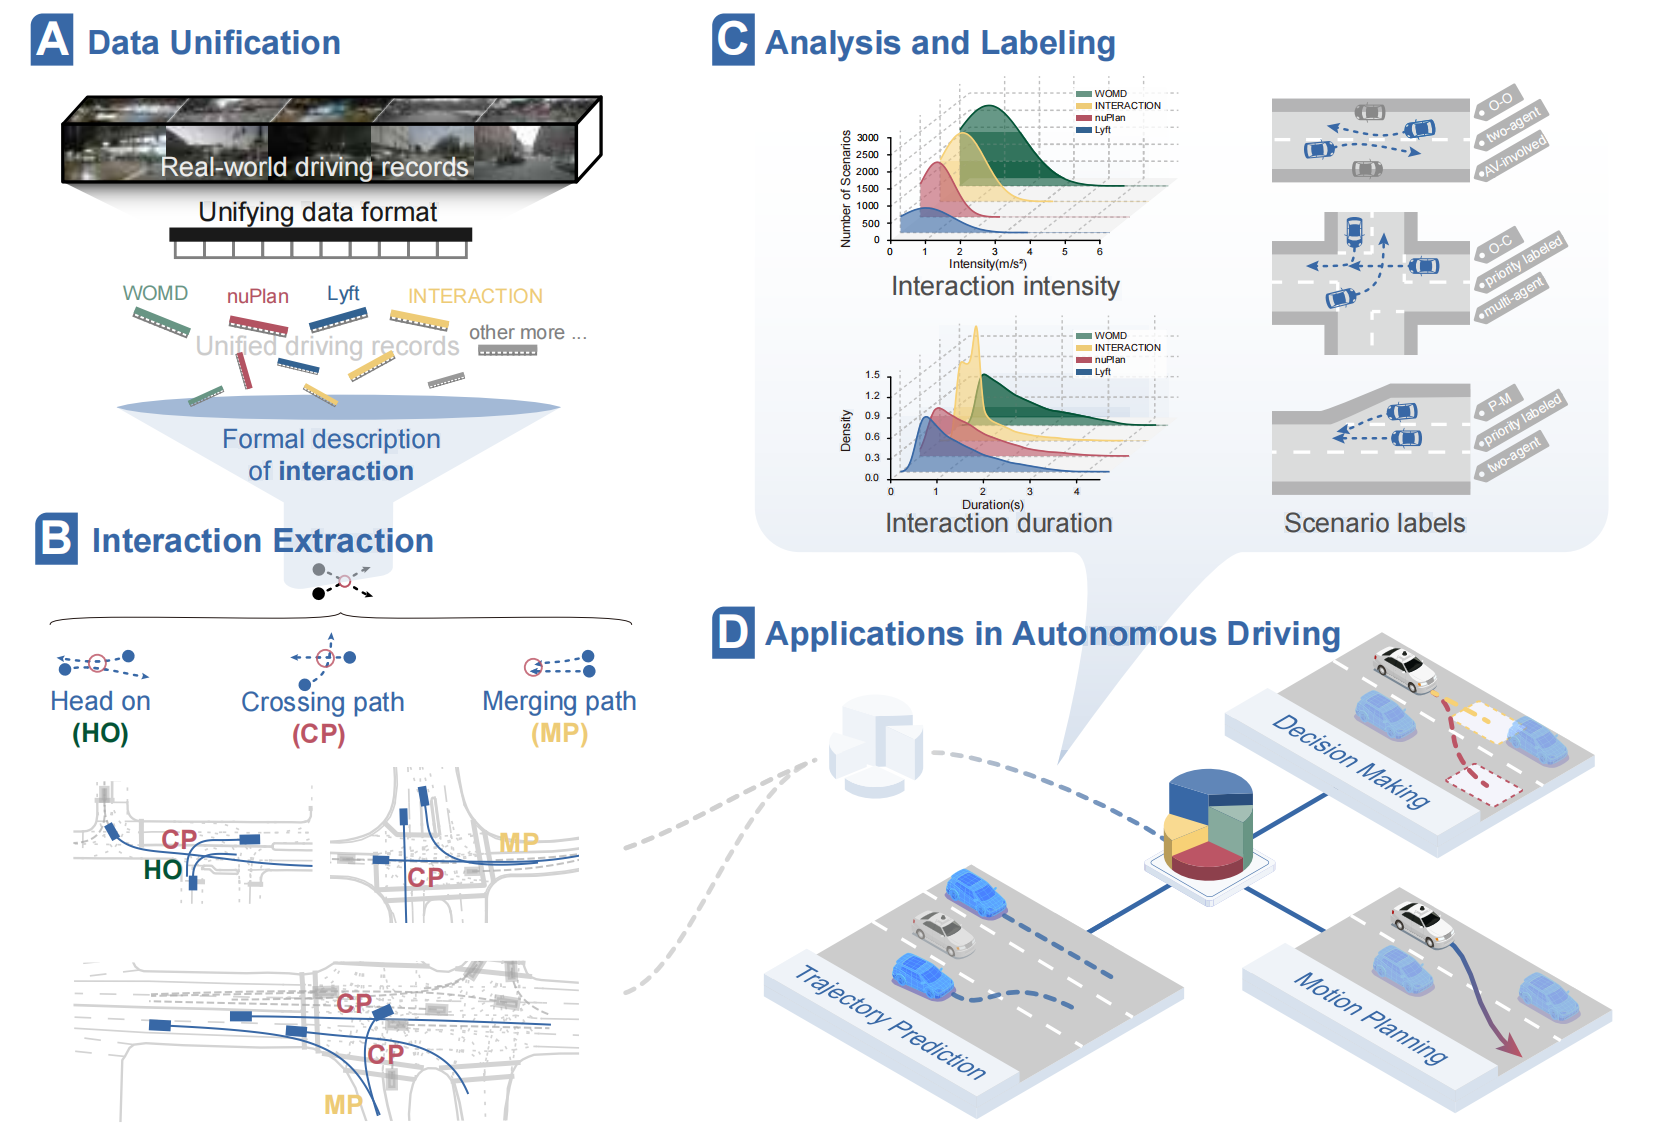 A Data Unification
Real-world driving records
Unifying data format
WOMD
nuPlan
Lyft
INTERACTION
other more ...
Unified driving records
Formal description
of interaction
B Interaction Extraction
Head on
(HO)
Crossing path
(CP)
Merging path
(MP)
CP
HO
MP
CP
CP
CP
MP
C Analysis and Labeling
WOMD
INTERACTION
nuPlan
Lyft
Number of Scenarios
3000
2500
2000
1500
1000
500
0
0 1 2 3 4 5 6
Intensity(m/s²)
Interaction intensity
WOMD
INTERACTION
nuPlan
Lyft
Density
1.5
1.2
0.9
0.6
0.3
0.0
0 1 2 3 4
Duration(s)
Interaction duration
O-O
two-agent
AV-involved
O-C
priority labeled
multi-agent
P-M
priority labeled
two-agent
Scenario labels
D Applications in Autonomous Driving
Decision Making
Trajectory Prediction
Motion Planning